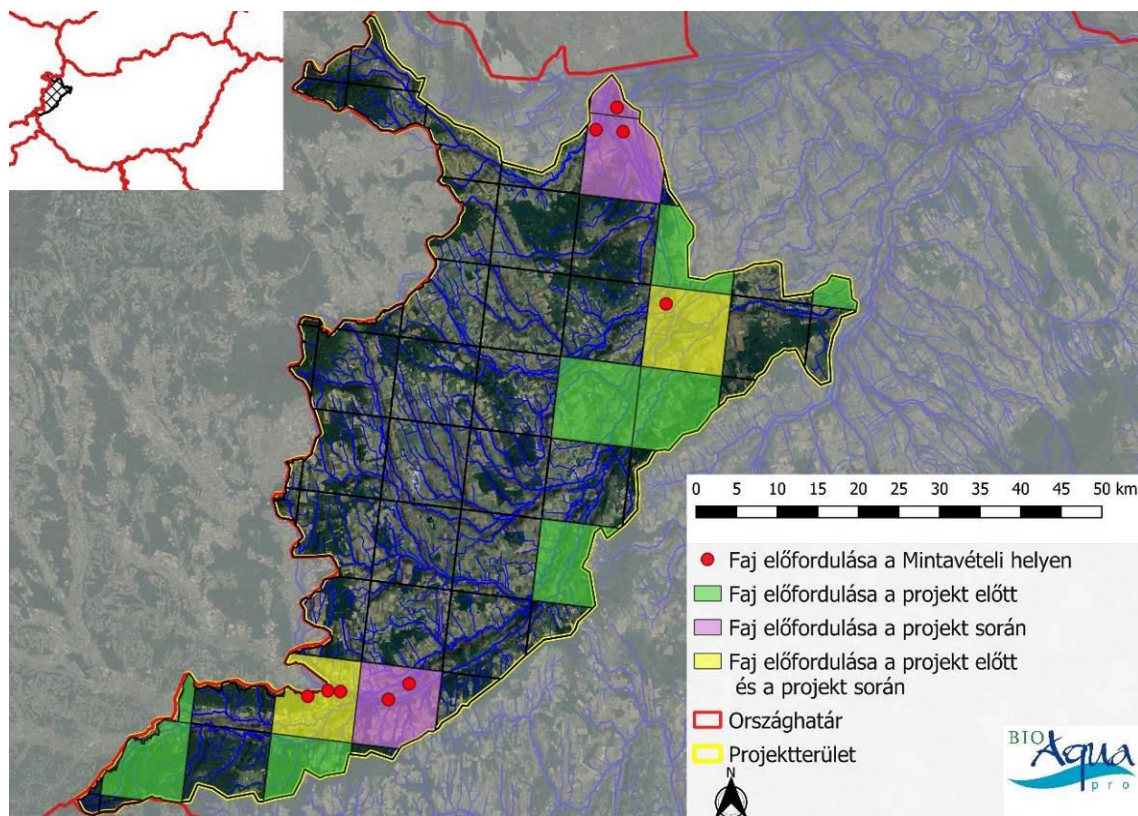 0 5 10 15 20 25 30 35 40 45 50 km
Faj előfordulása a Mintavételi helyen
Faj előfordulása a projekt előtt
Faj előfordulása a projekt során
Faj előfordulása a projekt előtt
és a projekt során
Országhatár
Projektterület
N
BIO
Aqua
pro